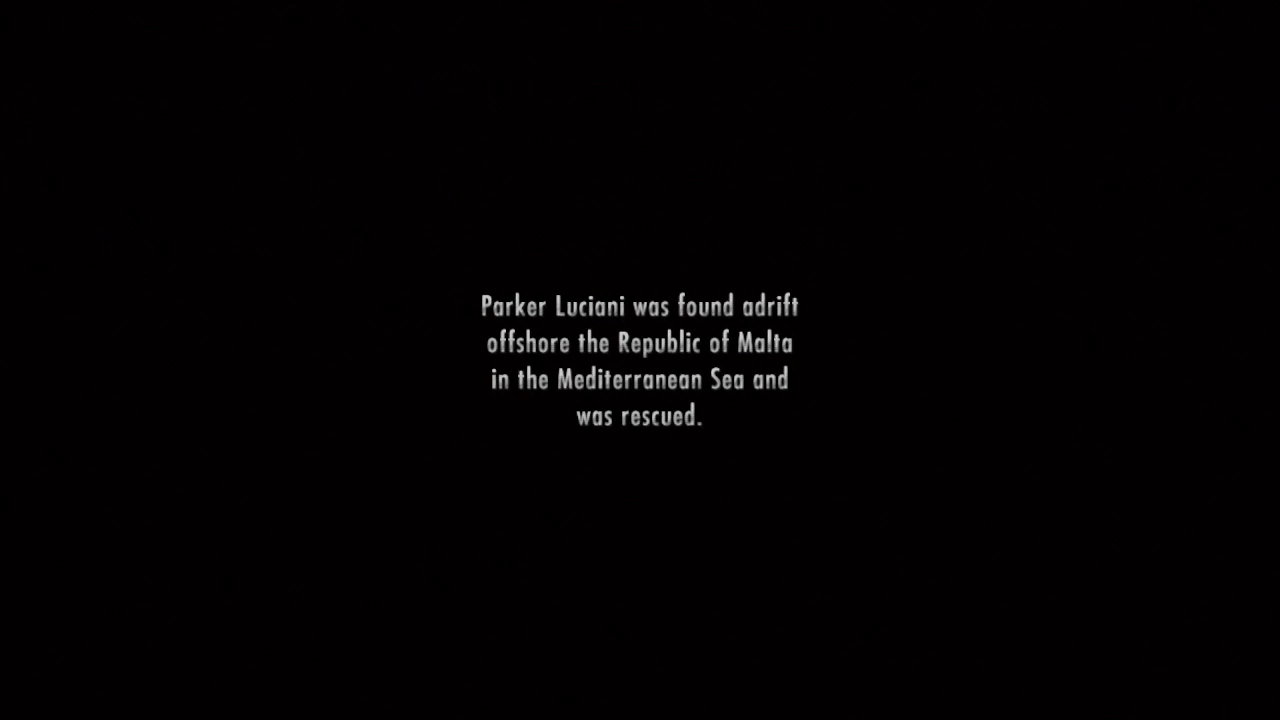 Parker Luciani was found adrift
offshore the Republic of Malta
in the Mediterranean Sea and
was rescued.